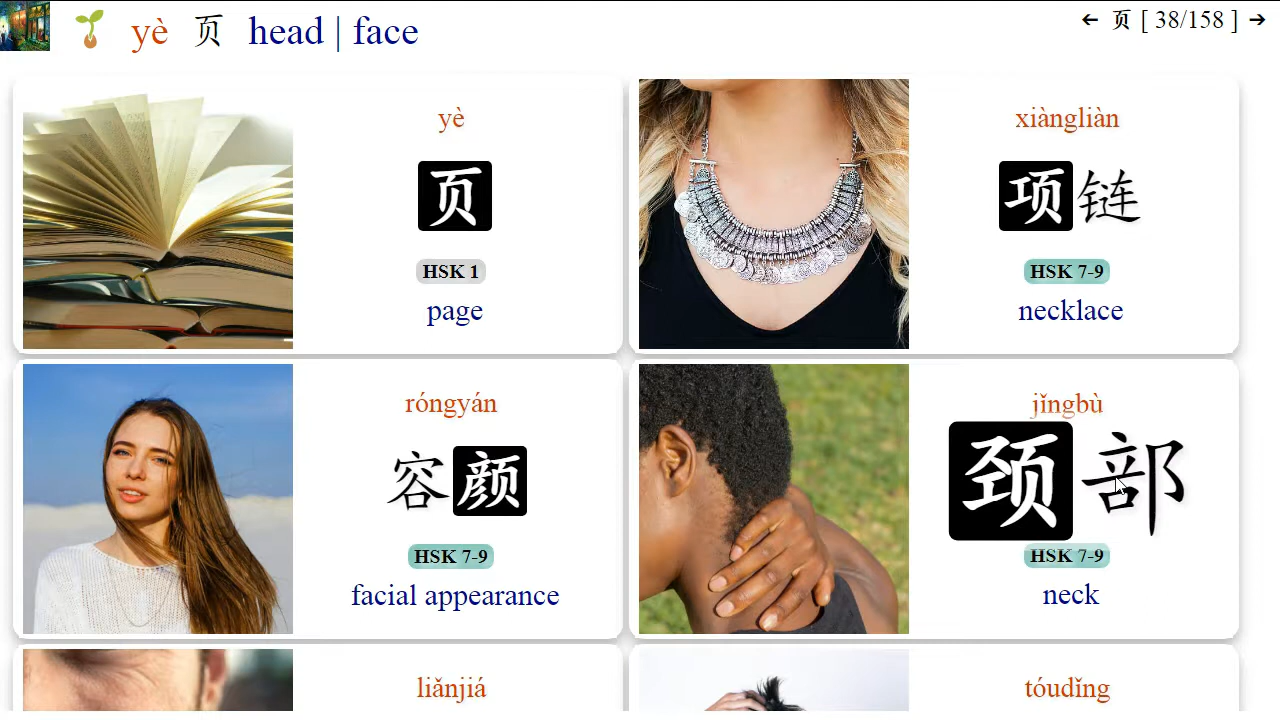 yè 页 head | face
← 页 [ 38/158 ] →
yè
页
HSK 1
page
xiàngliàn
项链
HSK 7-9
necklace
róngyán
容颜
HSK 7-9
facial appearance
jǐngbù
颈部
HSK 7-9
neck
liǎnjiá
tóudǐng